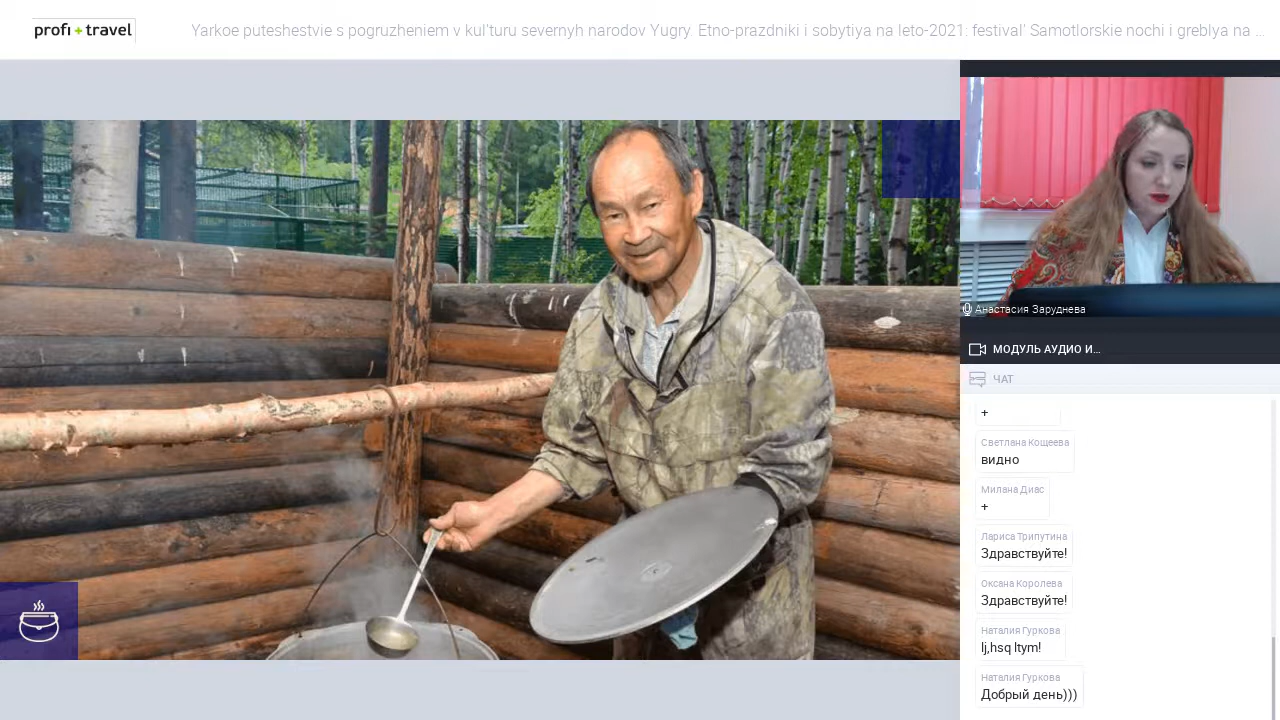 profi + travel
Yarkoe puteshestvie s pogruzheniem v kul'turu severnyh narodov Yugry. Etno-prazdniki i sobytiya na leto-2021: festival' Samotlorskie nochi i greblya na ...
Анастасия Заруднева
МОДУЛЬ АУДИО И...
ЧАТ
+
Светлана Кощеева
видно
Милана Диас
+
Лариса Трипутина
Здравствуйте!
Оксана Королева
Здравствуйте!
Наталия Гуркова
lj,hsq ltym!
Наталия Гуркова
Добрый день)))